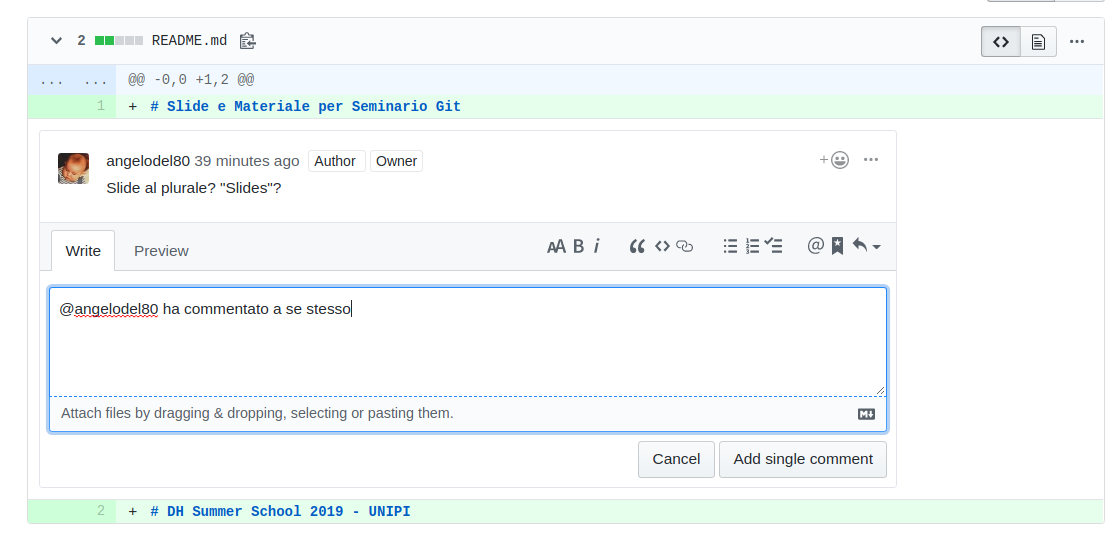 2 README.md
... ... @@ -0,0 +1,2 @@
1 + # Slide e Materiale per Seminario Git
angelodel80 39 minutes ago Author Owner
Slide al plurale? "Slides"?
Write Preview
@angelodel80 ha commentato a se stesso
Attach files by dragging & dropping, selecting or pasting them.
Cancel Add single comment
2 + # DH Summer School 2019 - UNIPI